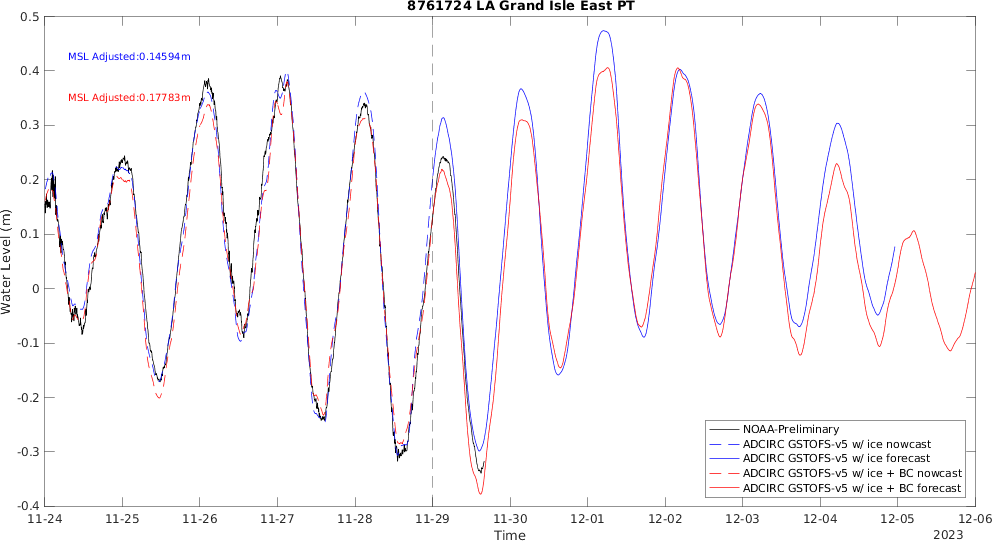 8761724 LA Grand Isle East PT
MSL Adjusted:0.14594m
MSL Adjusted:0.17783m
Water Level (m)
0.5
0.4
0.3
0.2
0.1
0
-0.1
-0.2
-0.3
-0.4
NOAA-Preliminary
ADCIRC GSTOFS-v5 w/ ice nowcast
ADCIRC GSTOFS-v5 w/ ice forecast
ADCIRC GSTOFS-v5 w/ ice + BC nowcast
ADCIRC GSTOFS-v5 w/ ice + BC forecast
11-24 11-25 11-26 11-27 11-28 11-29 11-30 12-01 12-02 12-03 12-04 12-05 12-06
Time
2023